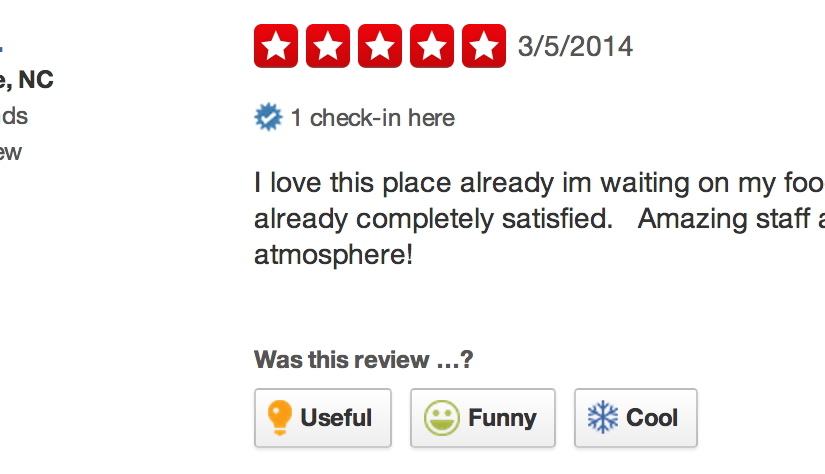 3/5/2014
e, NC
1 check-in here
ds
ew
I love this place already im waiting on my foo
already completely satisfied.   Amazing staff a
atmosphere!
Was this review …?
Useful
Funny
Cool